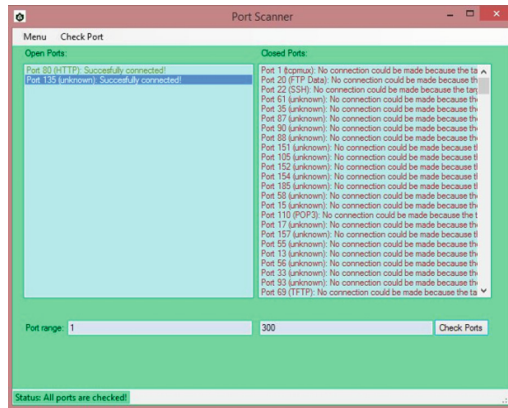 Port Scanner
Menu Check Port
Open Ports:
Port 80 (HTTP): Succesfully connected!
Port 135 (unknown): Succesfully connected!
Closed Ports:
Port 1 (tcpmux): No connection could be made because the ta
Port 20 (FTP Data): No connection could be made because th
Port 22 (SSH): No connection could be made because the tar
Port 61 (unknown): No connection could be made because th
Port 35 (unknown): No connection could be made because th
Port 87 (unknown): No connection could be made because th
Port 90 (unknown): No connection could be made because th
Port 88 (unknown): No connection could be made because th
Port 151 (unknown): No connection could be made because t
Port 105 (unknown): No connection could be made because t
Port 152 (unknown): No connection could be made because t
Port 154 (unknown): No connection could be made because t
Port 185 (unknown): No connection could be made because t
Port 58 (unknown): No connection could be made because th
Port 15 (unknown): No connection could be made because th
Port 110 (POP3): No connection could be made because the t
Port 17 (unknown): No connection could be made because th
Port 157 (unknown): No connection could be made because t
Port 55 (unknown): No connection could be made because th
Port 13 (unknown): No connection could be made because th
Port 56 (unknown): No connection could be made because th
Port 33 (unknown): No connection could be made because th
Port 93 (unknown): No connection could be made because th
Port 69 (TFTP): No connection could be made because the ta
Port range: 1 300 Check Ports
Status: All ports are checked!